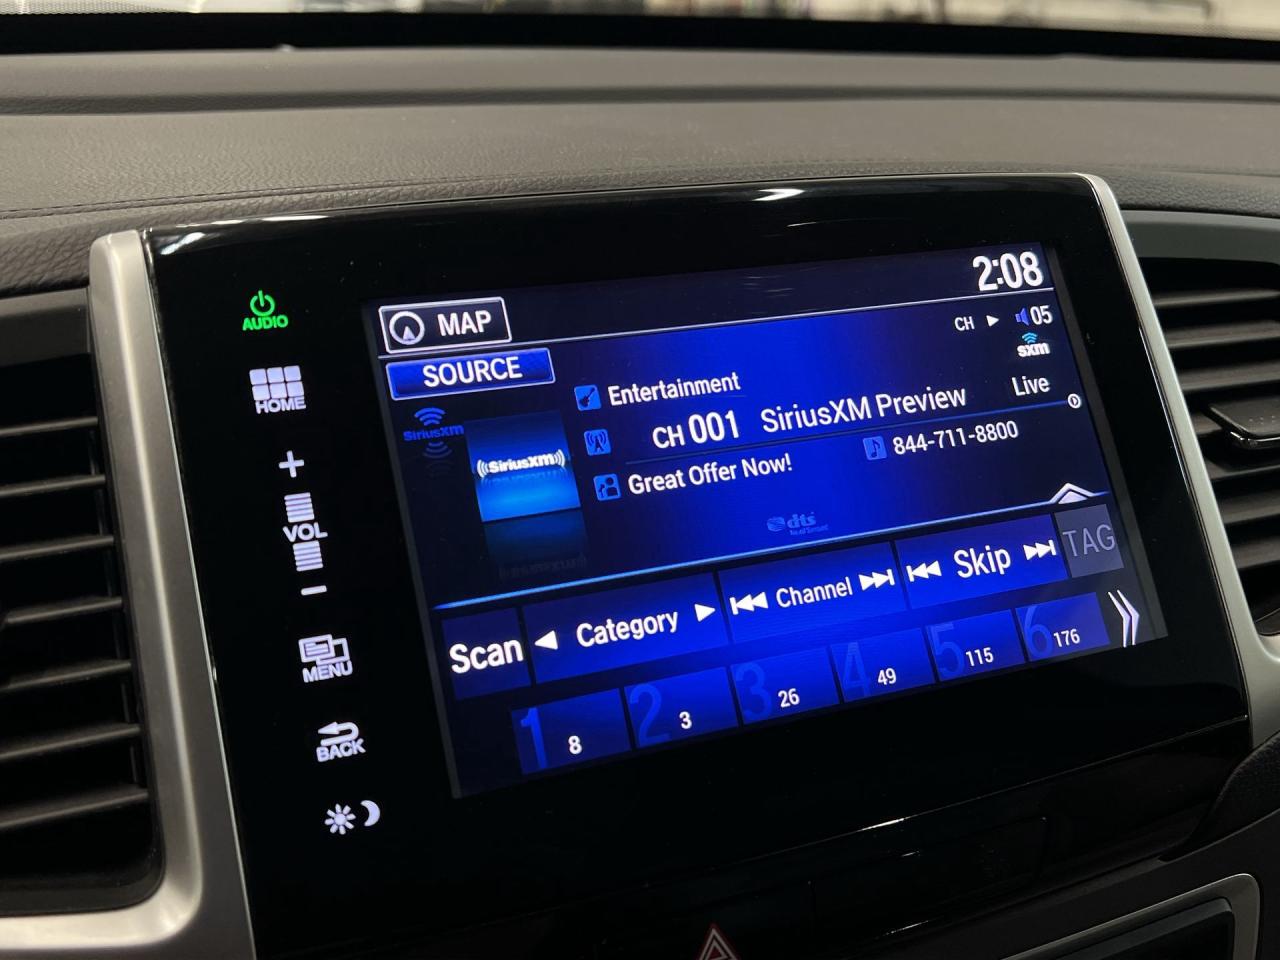 2:08
AUDIO
MAP
CH 05
SOURCE
sxm
HOME
SiriusXM
Entertainment
Live
CH 001 SiriusXM Preview
((SiriusXM))
Great Offer Now! 844-711-8800
VOL
dts
Scan Category Channel Skip TAG
MENU
1 8 2 3 3 26 4 49 5 115 6 176
BACK